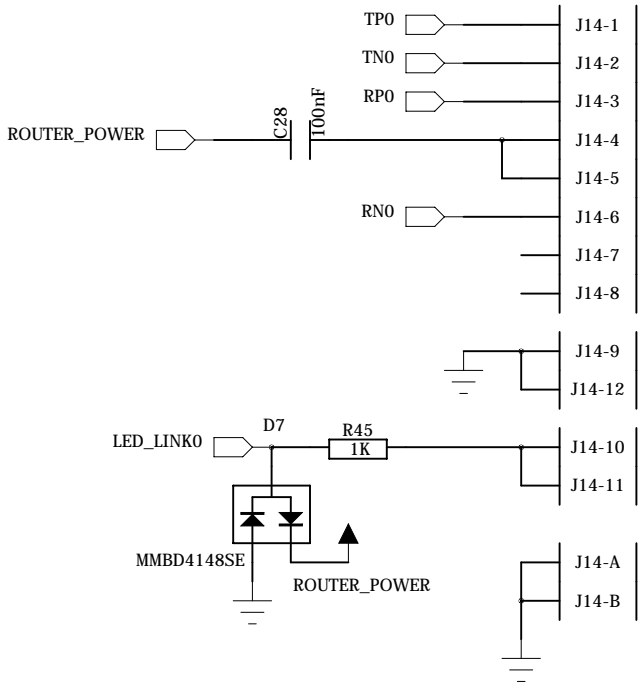 TP0
J14-1
TN0
J14-2
RP0
J14-3
ROUTER_POWER
C28
100nF
J14-4
J14-5
RN0
J14-6
J14-7
J14-8
J14-9
J14-12
D7
LED_LINK0
R45
1K
J14-10
J14-11
MMBD4148SE
ROUTER_POWER
J14-A
J14-B